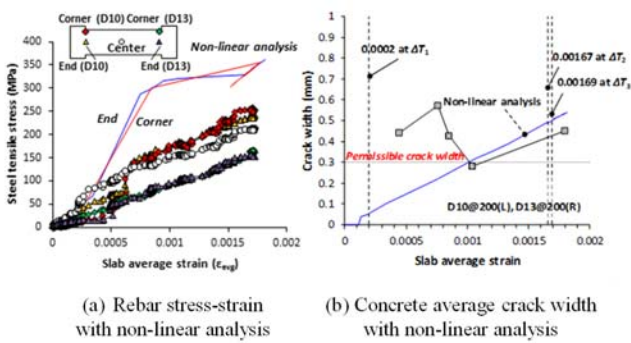 Corner (D10) Corner (D13)
Center
End (D10) End (D13)
Non-linear analysis
End
Corner
Steel tensile stress (MPa)
400
350
300
250
200
150
100
50
0
0 0.0005 0.001 0.0015 0.002
Slab average strain (εavg)
(a) Rebar stress-strain
with non-linear analysis
Crack width (mm)
1
0.9
0.8
0.7
0.6
0.5
0.4
0.3
0.2
0.1
0
0.0002 at ΔT1
0.00167 at ΔT2
0.00169 at ΔT3
Non-linear analysis
Permissible crack width
D10@200(L), D13@200(R)
0 0.0005 0.001 0.0015 0.002
Slab average strain
(b) Concrete average crack width
with non-linear analysis